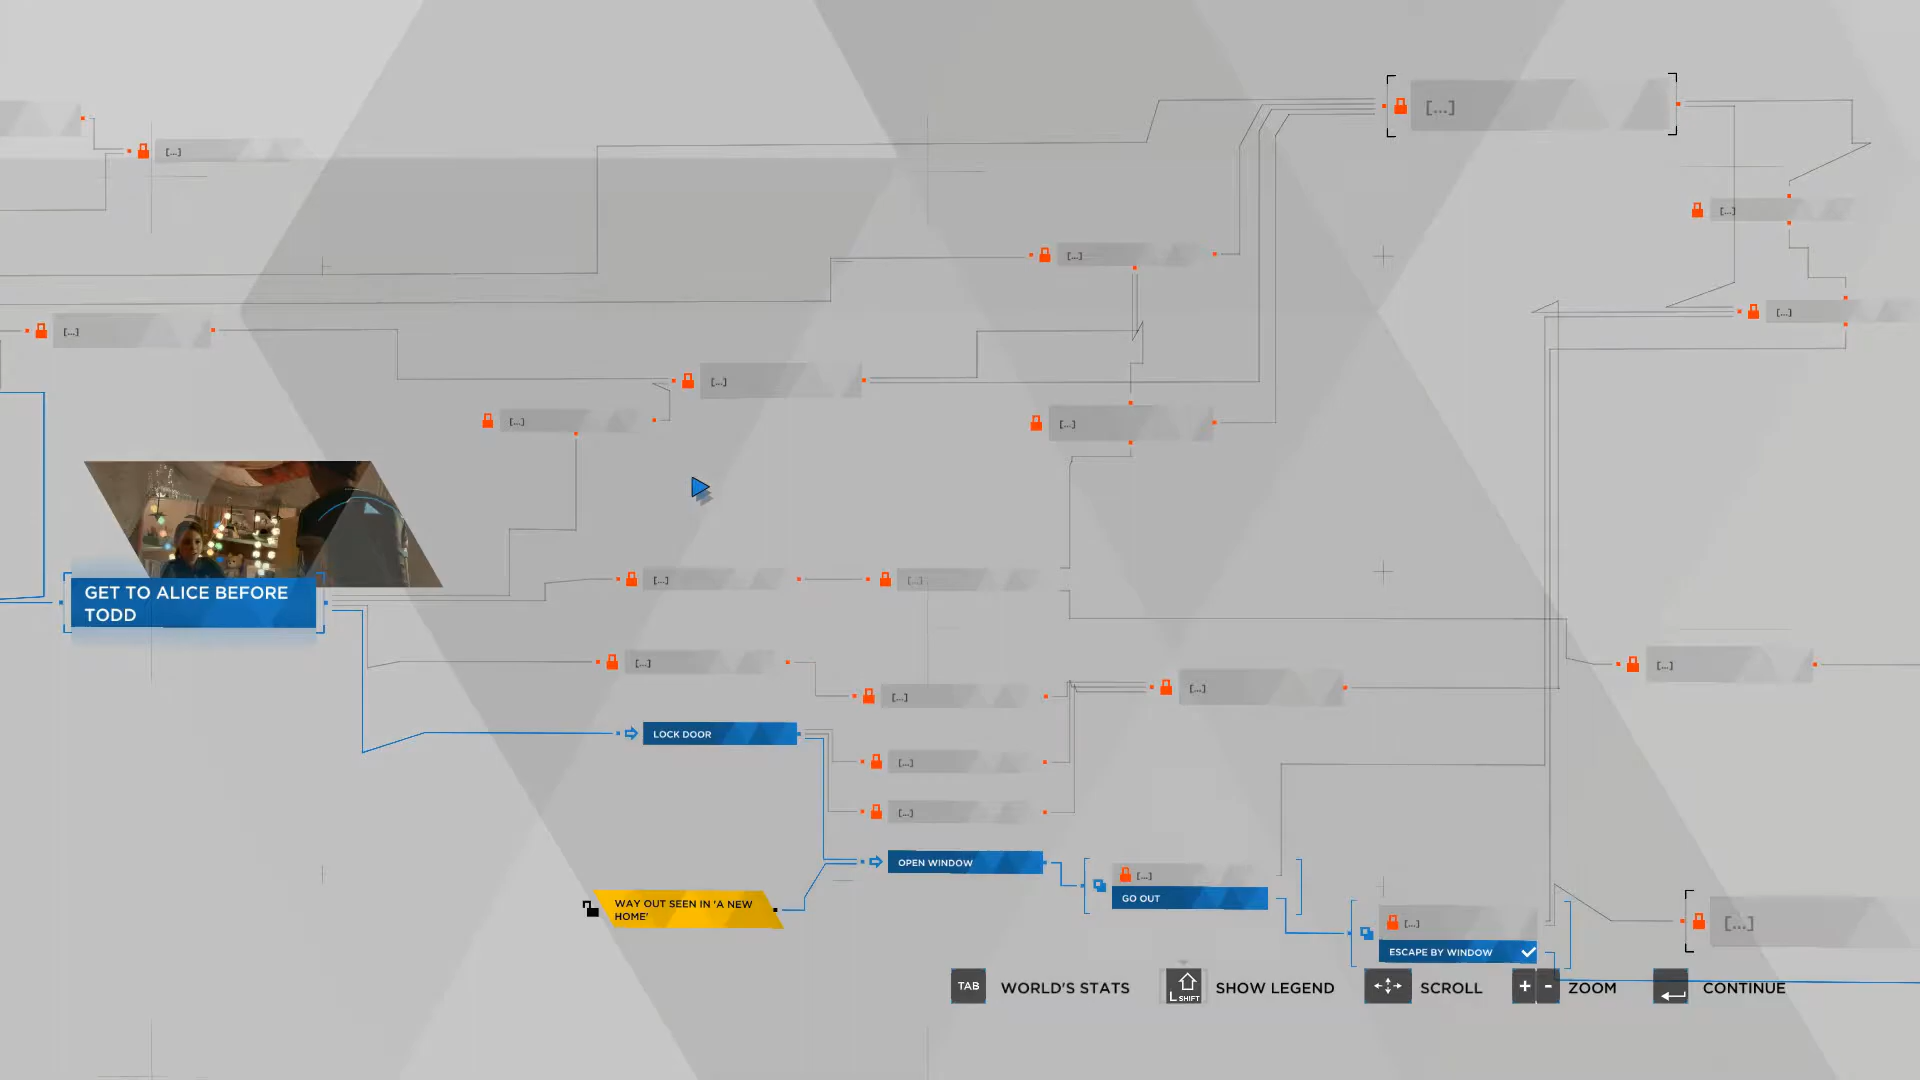 [...]
[...]
[...]
[...]
[...]
[...]
[...]
[...]
[...]
GET TO ALICE BEFORE
TODD
[...]
[...]
[...]
[...]
[...]
[...]
LOCK DOOR
[...]
[...]
OPEN WINDOW
[...]
GO OUT
WAY OUT SEEN IN 'A NEW
HOME'
[...]
[...]
ESCAPE BY WINDOW
TAB WORLD'S STATS
L SHIFT SHOW LEGEND
SCROLL
+ - ZOOM
CONTINUE